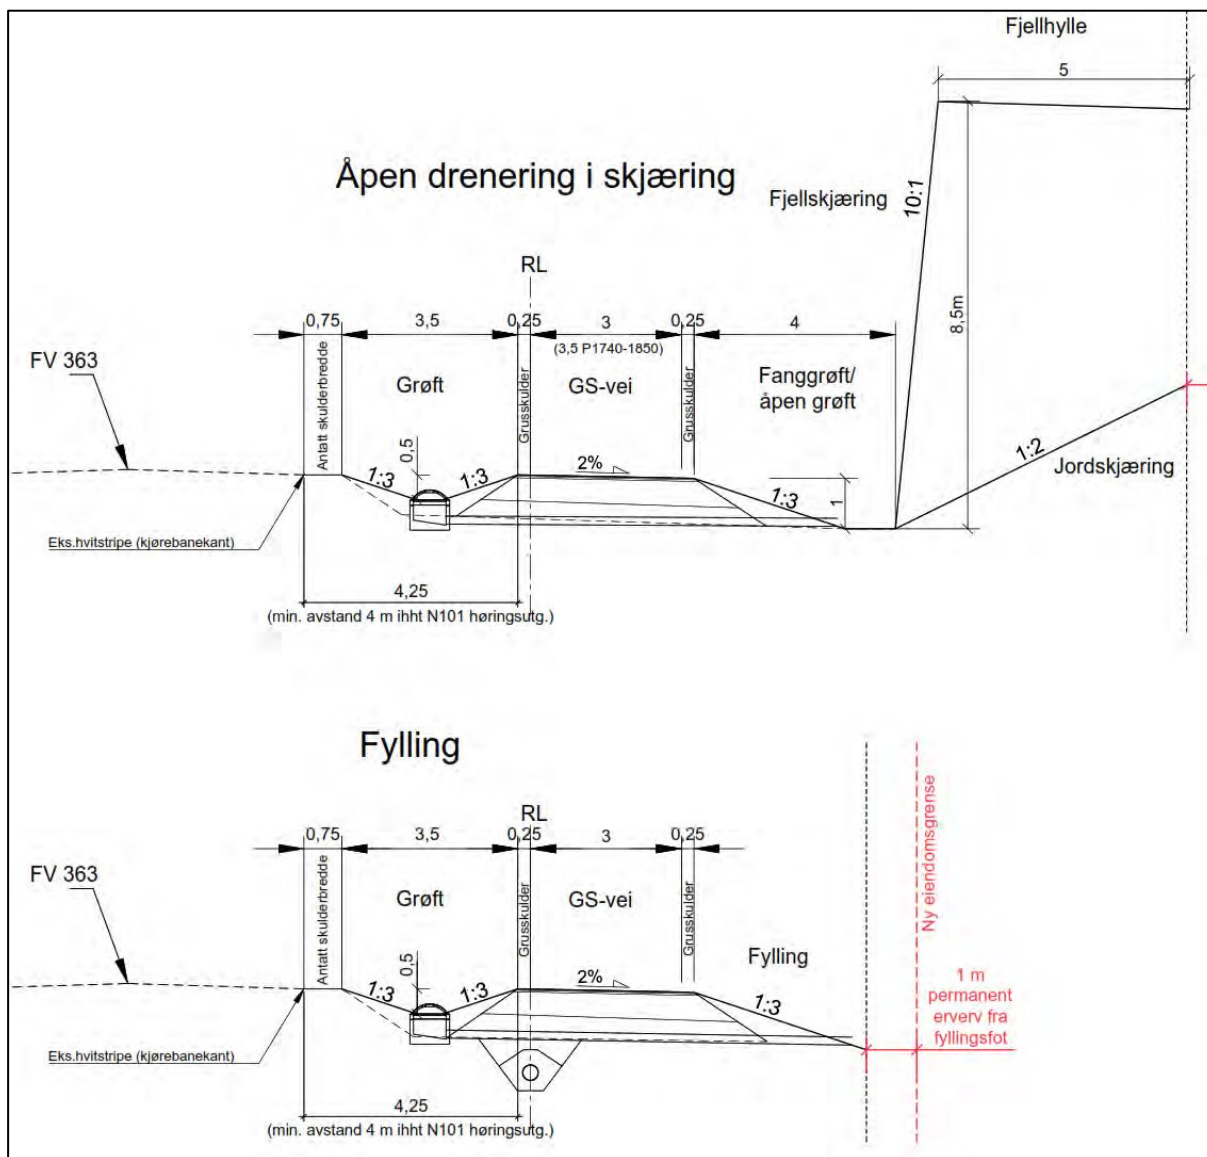 Fjellhylle
5
Åpen drenering i skjæring
Fjellskjæring
10:1
8,5m
RL
0,75
3,5
0,25
3
0,25
4
(3,5 P1740-1850)
FV 363
Antatt skulderbredde
Grøft
Grusskulder
GS-vei
Grusskulder
Fanggrøft/
åpen grøft
0,5
1:3
1:3
2%
1:3
1
1:2
Jordskjæring
Eks.hvitstripe (kjørebanekant)
4,25
(min. avstand 4 m ihht N101 høringsutg.)
Fylling
RL
0,75
3,5
0,25
3
0,25
FV 363
Antatt skulderbredde
Grøft
Grusskulder
GS-vei
Grusskulder
Fylling
Ny eiendomsgrense
0,5
1:3
1:3
2%
1:3
1 m
permanent
erverv fra
fyllingsfot
Eks.hvitstripe (kjørebanekant)
4,25
(min. avstand 4 m ihht N101 høringsutg.)